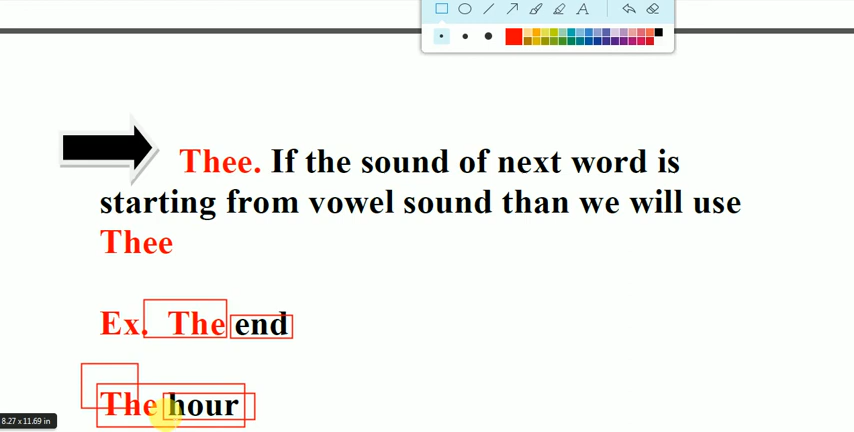 A
Thee. If the sound of next word is
starting from vowel sound than we will use
Thee
Ex. The end
The hour
8.27 x 11.69 in